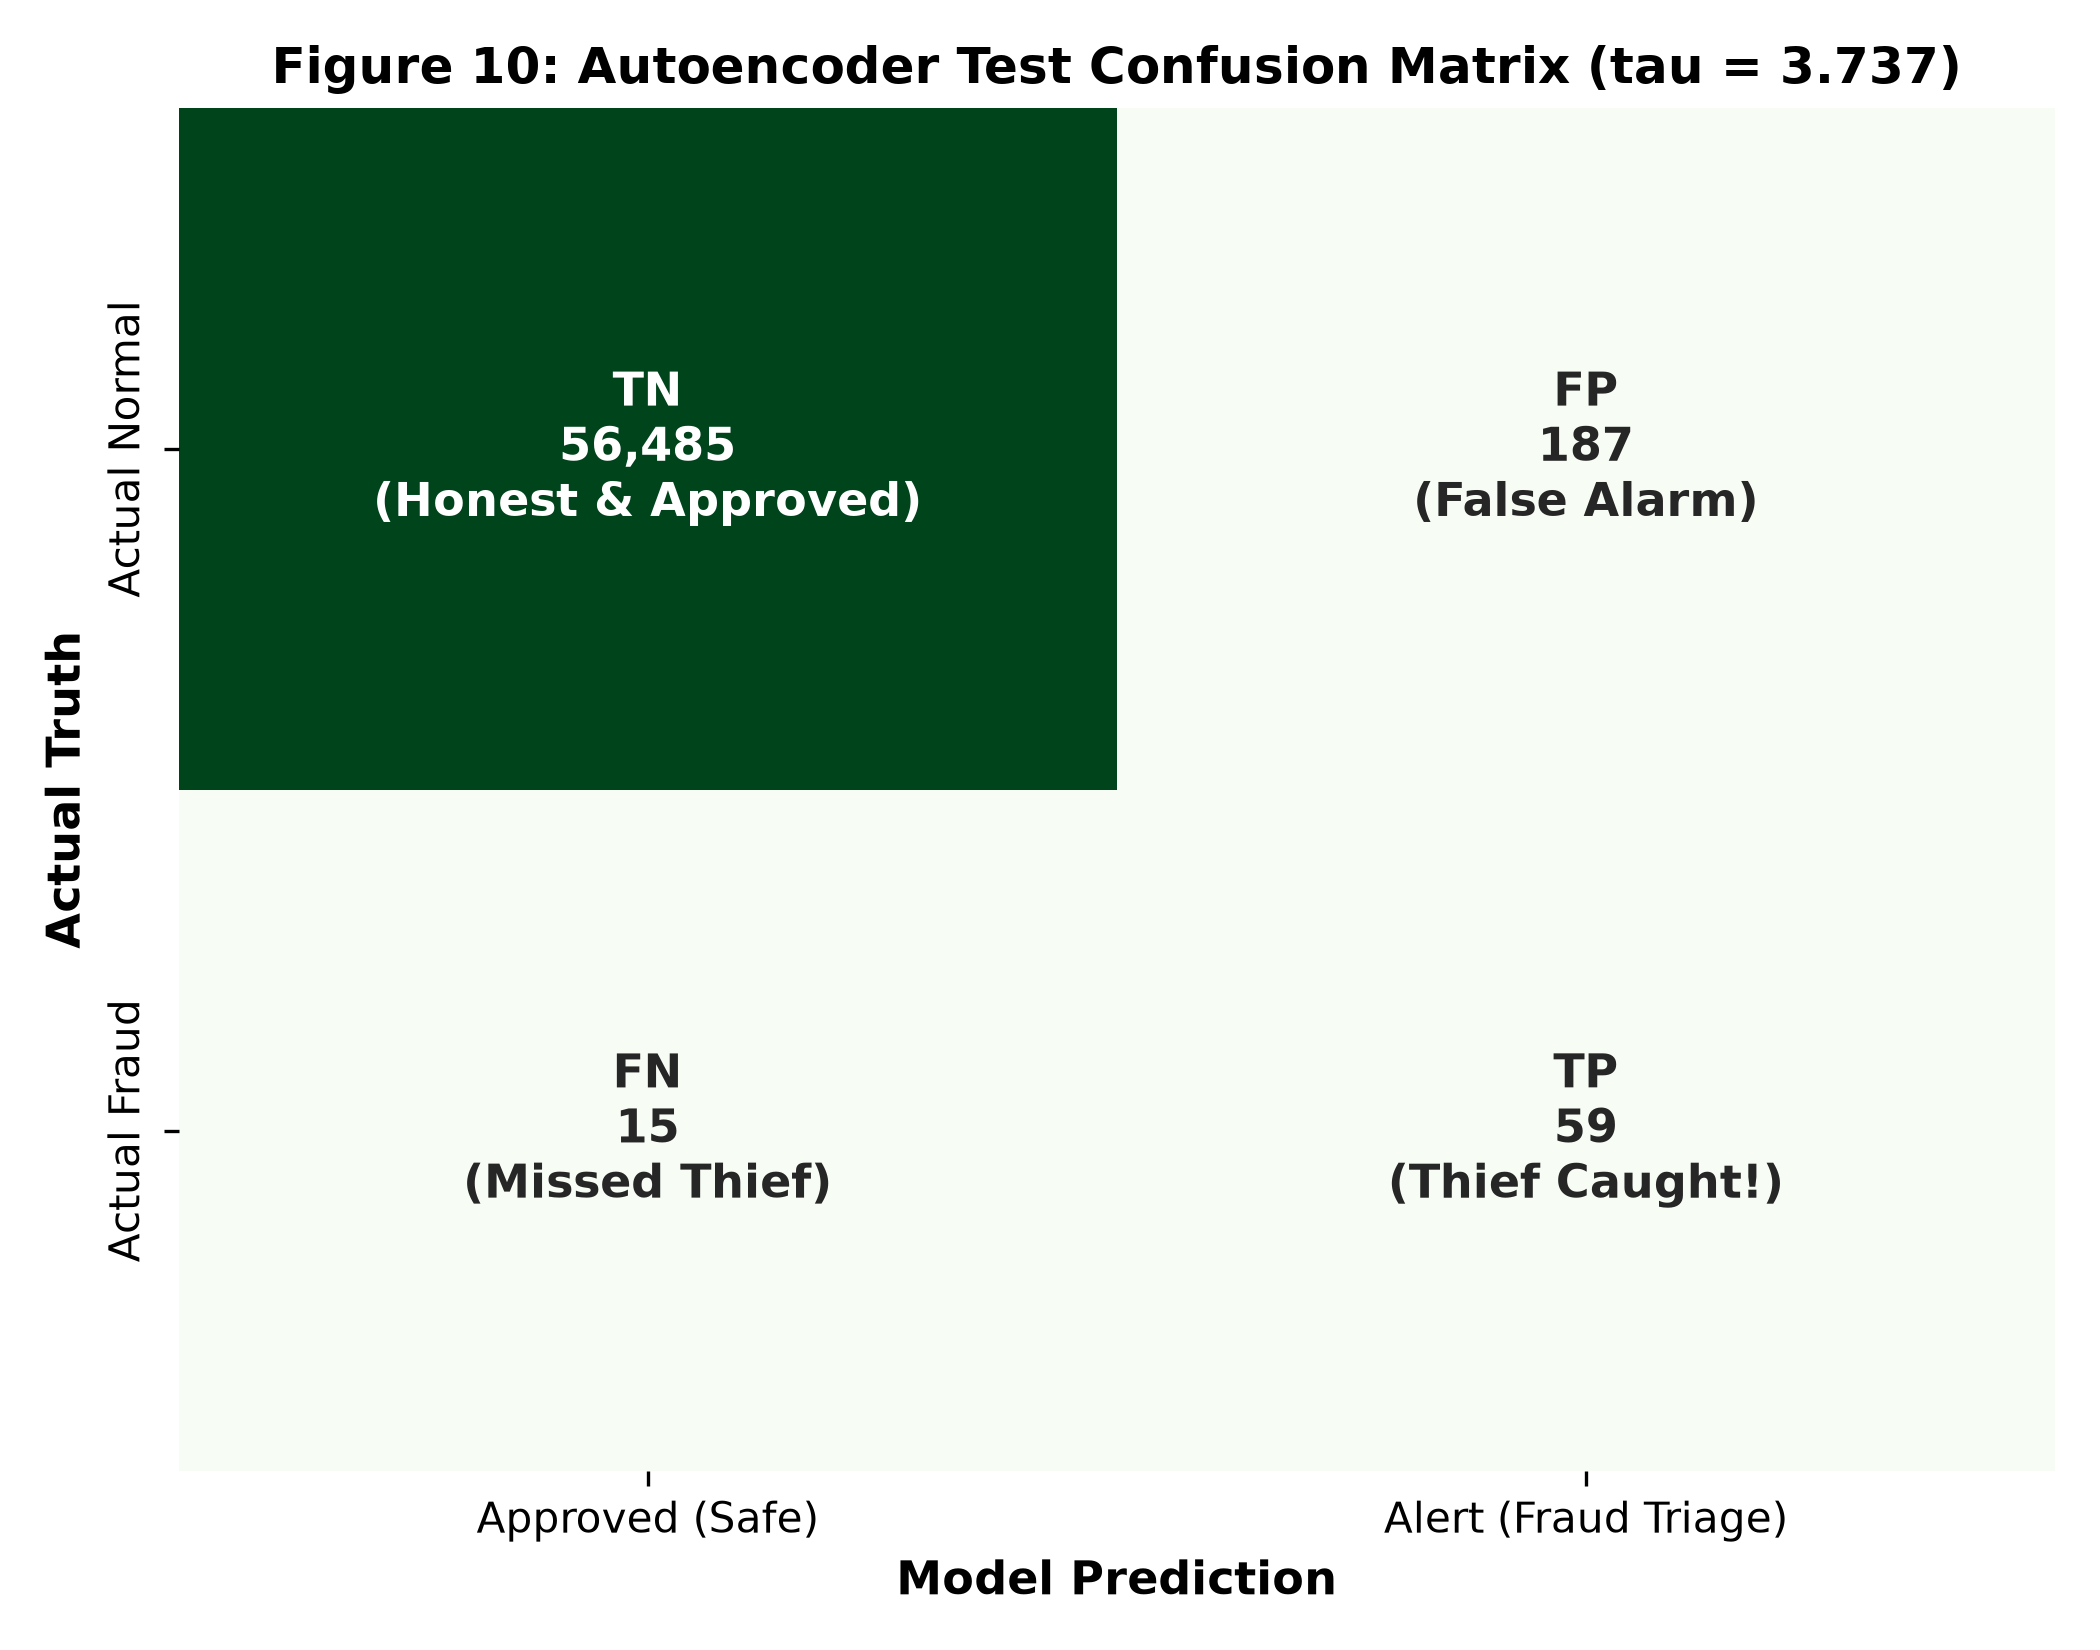 Figure 10: Autoencoder Test Confusion Matrix (tau = 3.737)
Actual Truth
Actual Normal
TN
56,485
(Honest & Approved)
FP
187
(False Alarm)
Actual Fraud
FN
15
(Missed Thief)
TP
59
(Thief Caught!)
Approved (Safe)
Alert (Fraud Triage)
Model Prediction